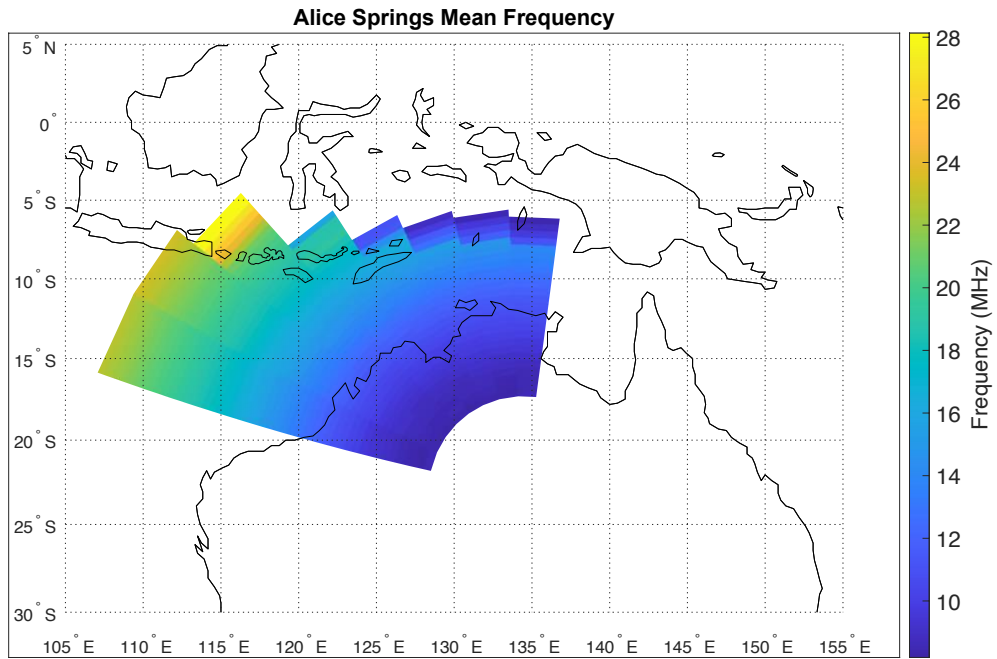 Alice Springs Mean Frequency
5° N
0°
5° S
10° S
15° S
20° S
25° S
30° S
105° E 110° E 115° E 120° E 125° E 130° E 135° E 140° E 145° E 150° E 155° E
28
26
24
22
20
18
16
14
12
10
Frequency (MHz)